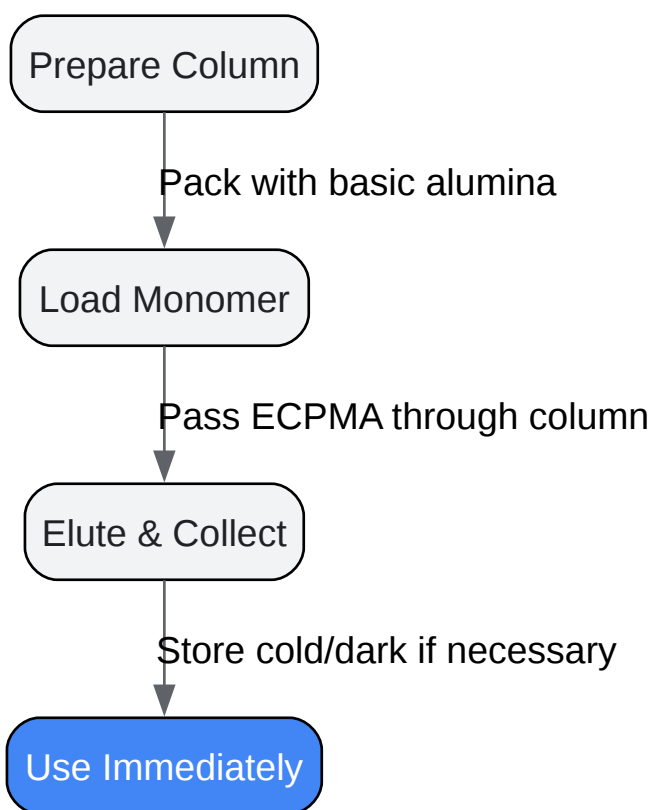 Prepare Column
Pack with basic alumina
Load Monomer
Pass ECPMA through column
Elute & Collect
Store cold/dark if necessary
Use Immediately